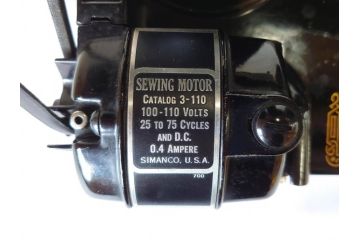 SEWING MOTOR
CATALOG 3-110
100-110 VOLTS
25 TO 75 CYCLES
AND D.C.
0.4 AMPERE
SIMANCO, U.S.A.
700